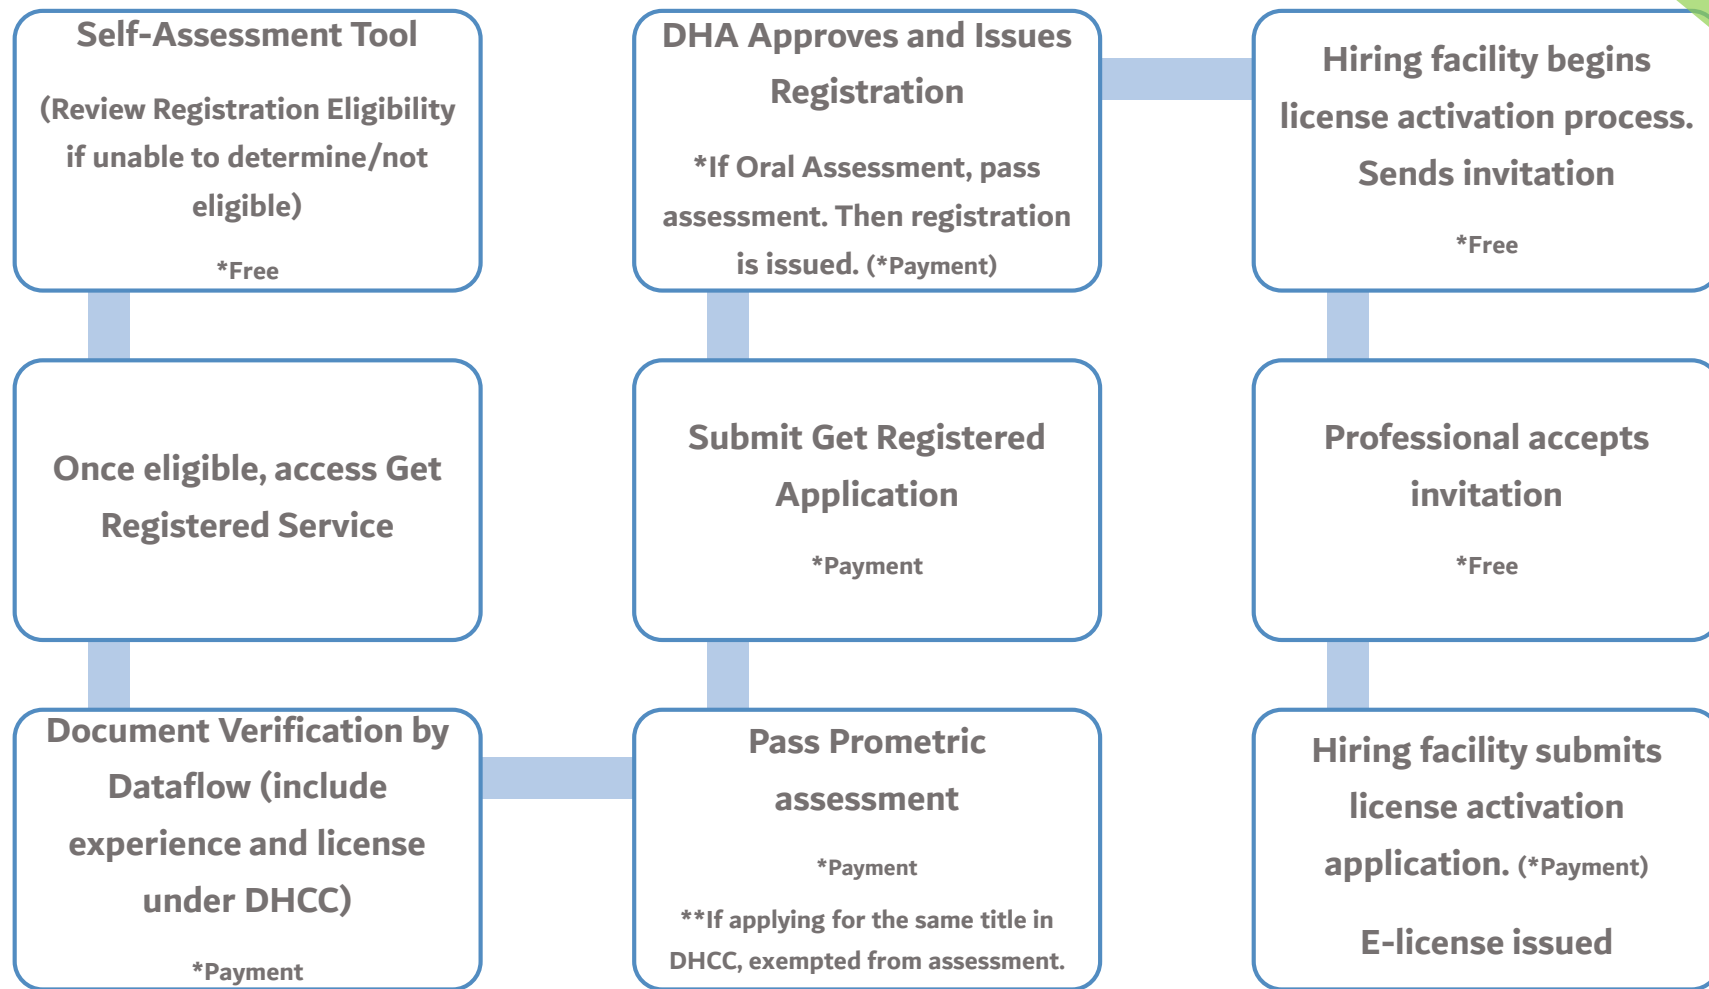 Self-Assessment Tool
(Review Registration Eligibility
if unable to determine/not
eligible)
*Free
Once eligible, access Get
Registered Service
Document Verification by
Dataflow (include
experience and license
under DHCC)
*Payment
Pass Prometric
assessment
*Payment
**If applying for the same title in
DHCC, exempted from assessment.
Submit Get Registered
Application
*Payment
DHA Approves and Issues
Registration
*If Oral Assessment, pass
assessment. Then registration
is issued. (*Payment)
Hiring facility begins
license activation process.
Sends invitation
*Free
Professional accepts
invitation
*Free
Hiring facility submits
license activation
application. (*Payment)
E-license issued